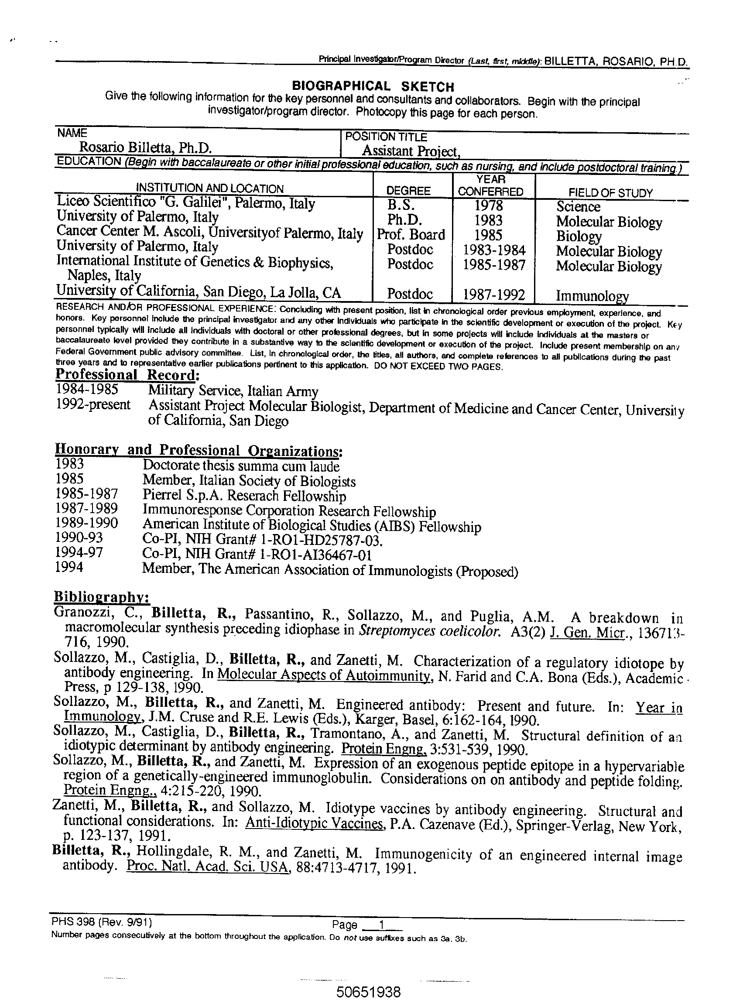 Principal Investigator/Program Director (Last, first, middle): BILLETTA, ROSARIO, PH.D.
BIOGRAPHICAL SKETCH
Give the following information for the key personnel and consultants and collaborators. Begin with the principal
investigator/program director. Photocopy this page for each person.
NAME POSITION TITLE
Rosario Billetta, Ph.D. Assistant Project,
EDUCATION (Begin with baccalaureate or other initial professional education, such as nursing, and include postdoctoral training.)
INSTITUTION AND LOCATION DEGREE YEAR CONFERRED FIELD OF STUDY
Liceo Scientifico "G. Galilei", Palermo, Italy B.S. 1978 Science
University of Palermo, Italy Ph.D. 1983 Molecular Biology
Cancer Center M. Ascoli, Universityof Palermo, Italy Prof. Board 1985 Biology
University of Palermo, Italy Postdoc 1983-1984 Molecular Biology
International Institute of Genetics & Biophysics, Postdoc 1985-1987 Molecular Biology
Naples, Italy
University of California, San Diego, La Jolla, CA Postdoc 1987-1992 Immunology
RESEARCH AND/OR PROFESSIONAL EXPERIENCE: Concluding with present position, list in chronological order previous employment, experience, and
honors. Key personnel include the principal investigator and any other individuals who participate in the scientific development or execution of the project. Key
personnel typically will include all individuals with doctoral or other professional degrees, but in some projects will include individuals at the masters or
baccalaureate level provided they contribute in a substantive way to the scientific development or execution of the project. Include present membership on any
Federal Government public advisory committee. List, in chronological order, the titles, all authors, and complete references to all publications during the past
three years and to representative earlier publications pertinent to this application. DO NOT EXCEED TWO PAGES.
Professional Record:
1984-1985 Military Service, Italian Army
1992-present Assistant Project Molecular Biologist, Department of Medicine and Cancer Center, University
of California, San Diego
Honorary and Professional Organizations:
1983 Doctorate thesis summa cum laude
1985 Member, Italian Society of Biologists
1985-1987 Pierrel S.p.A. Reserach Fellowship
1987-1989 Immunoresponse Corporation Research Fellowship
1989-1990 American Institute of Biological Studies (AIBS) Fellowship
1990-93 Co-PI, NIH Grant# 1-RO1-HD25787-03.
1994-97 Co-PI, NIH Grant# 1-RO1-AI36467-01
1994 Member, The American Association of Immunologists (Proposed)
Bibliography:
Granozzi, C., Billetta, R., Passantino, R., Sollazzo, M., and Puglia, A.M. A breakdown in
macromolecular synthesis preceding idiophase in Streptomyces coelicolor. A3(2) J. Gen. Micr., 136713-
716, 1990.
Sollazzo, M., Castiglia, D., Billetta, R., and Zanetti, M. Characterization of a regulatory idiotope by
antibody engineering. In Molecular Aspects of Autoimmunity, N. Farid and C.A. Bona (Eds.), Academic
Press, p 129-138, l990.
Sollazzo, M., Billetta, R., and Zanetti, M. Engineered antibody: Present and future. In: Year in
Immunology, J.M. Cruse and R.E. Lewis (Eds.), Karger, Basel, 6:162-164, l990.
Sollazzo, M., Castiglia, D., Billetta, R., Tramontano, A., and Zanetti, M. Structural definition of an
idiotypic determinant by antibody engineering. Protein Engng, 3:531-539, 1990.
Sollazzo, M., Billetta, R., and Zanetti, M. Expression of an exogenous peptide epitope in a hypervariable
region of a genetically-engineered immunoglobulin. Considerations on on antibody and peptide folding.
Protein Engng., 4:215-220, 1990.
Zanetti, M., Billetta, R., and Sollazzo, M. Idiotype vaccines by antibody engineering. Structural and
functional considerations. In: Anti-Idiotypic Vaccines, P.A. Cazenave (Ed.), Springer-Verlag, New York,
p. 123-137, 1991.
Billetta, R., Hollingdale, R. M., and Zanetti, M. Immunogenicity of an engineered internal image
antibody. Proc. Natl. Acad. Sci. USA, 88:4713-4717, 1991.
PHS 398 (Rev. 9/91) Page 1
Number pages consecutively at the bottom throughout the application. Do not use suffixes such as 3a, 3b.
50651938